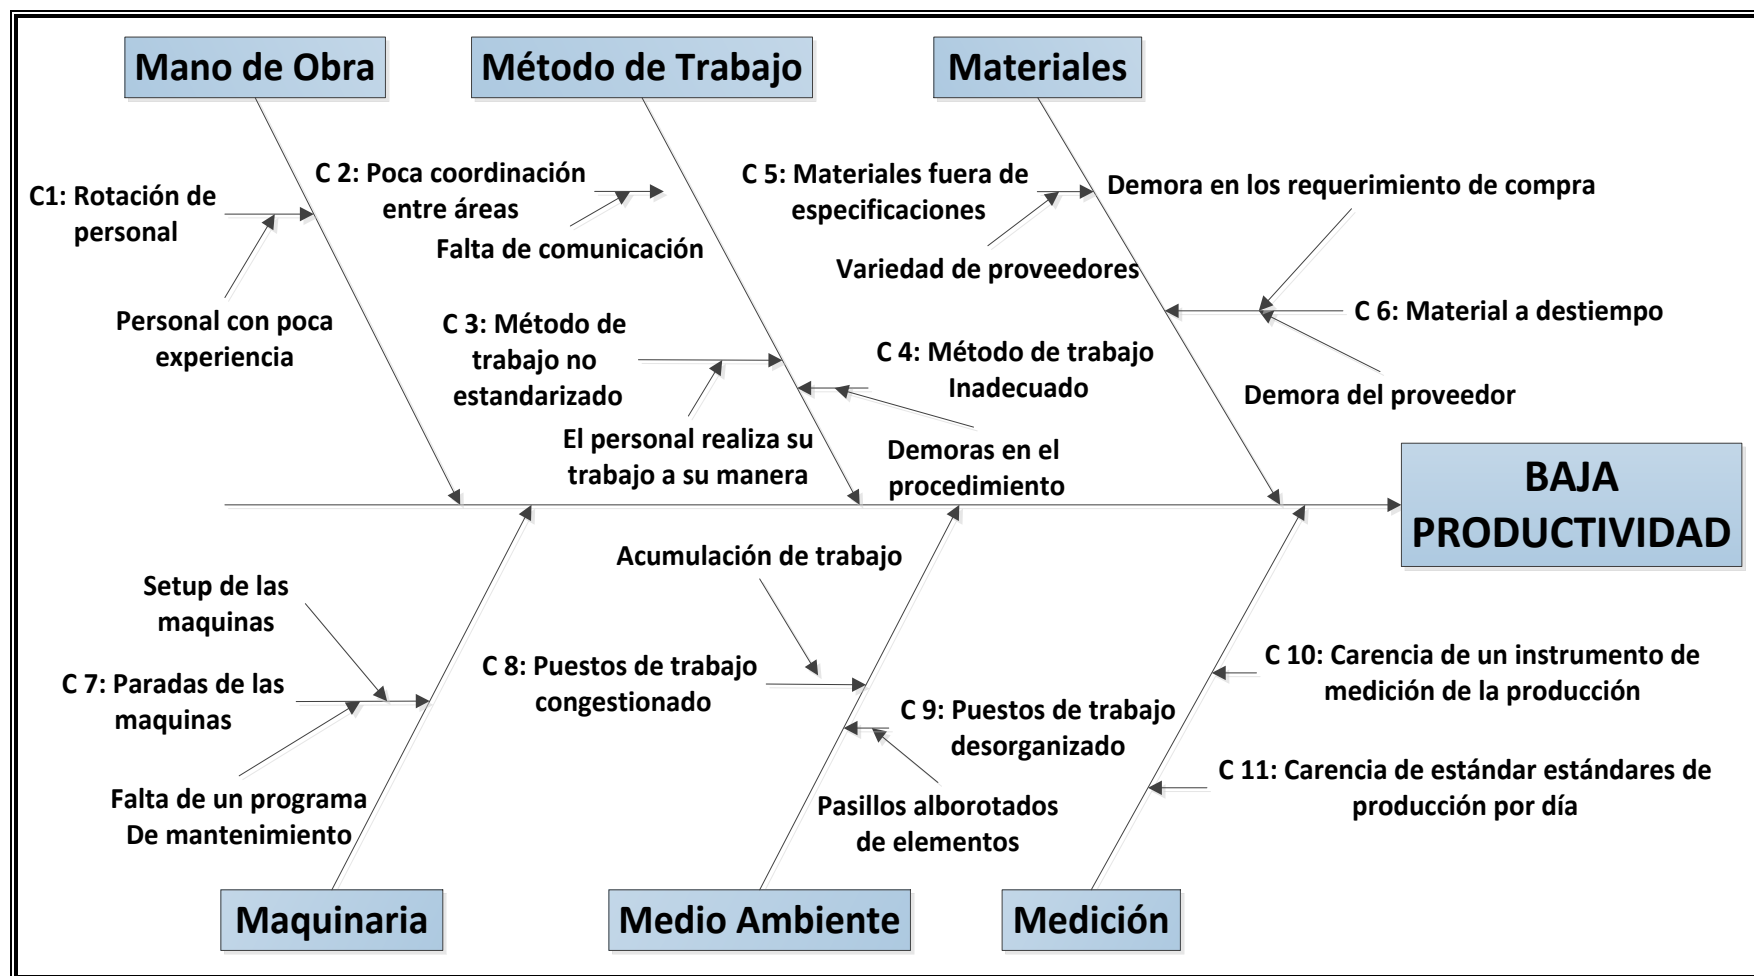 Mano de Obra
Método de Trabajo
Materiales
C1: Rotación de
personal
Personal con poca
experiencia
C 2: Poca coordinación
entre áreas
Falta de comunicación
C 3: Método de
trabajo no
estandarizado
El personal realiza su
trabajo a su manera
C 4: Método de trabajo
Inadecuado
Demoras en el
procedimiento
C 5: Materiales fuera de
especificaciones
Variedad de proveedores
Demora en los requerimiento de compra
C 6: Material a destiempo
Demora del proveedor
BAJA
PRODUCTIVIDAD
Setup de las
maquinas
C 7: Paradas de las
maquinas
Falta de un programa
De mantenimiento
Acumulación de trabajo
C 8: Puestos de trabajo
congestionado
C 9: Puestos de trabajo
desorganizado
Pasillos alborotados
de elementos
C 10: Carencia de un instrumento de
medición de la producción
C 11: Carencia de estándar estándares de
producción por día
Maquinaria
Medio Ambiente
Medición